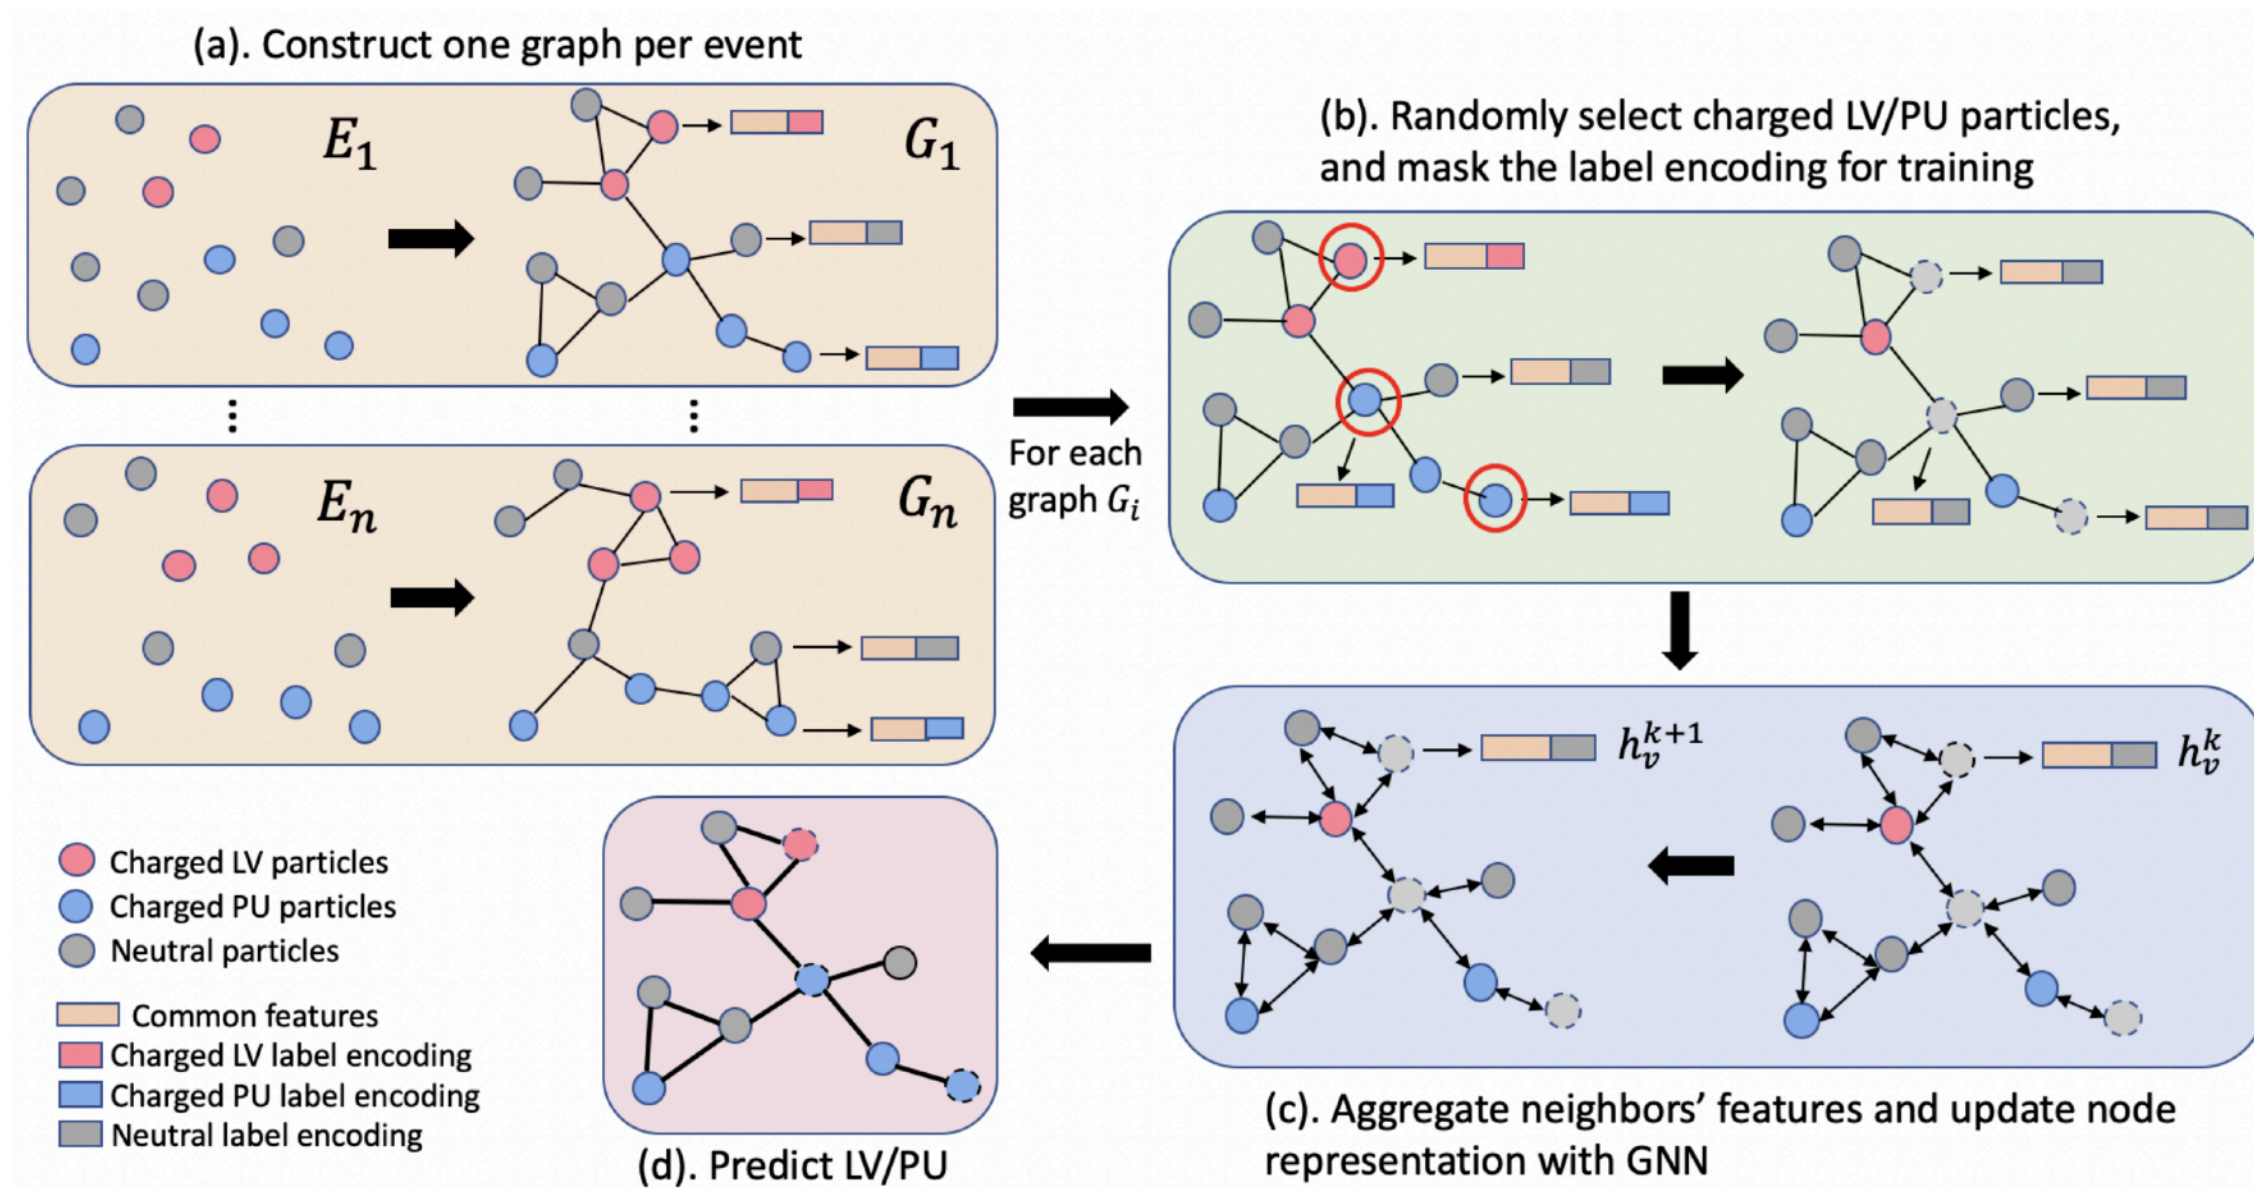 (a). Construct one graph per event
E₁
G₁
Eₙ
Gₙ
For each
graph Gᵢ
(b). Randomly select charged LV/PU particles,
and mask the label encoding for training
hᵥᵏ⁺¹
hᵥᵏ
(c). Aggregate neighbors’ features and update node
representation with GNN
(d). Predict LV/PU
Charged LV particles
Charged PU particles
Neutral particles
Common features
Charged LV label encoding
Charged PU label encoding
Neutral label encoding